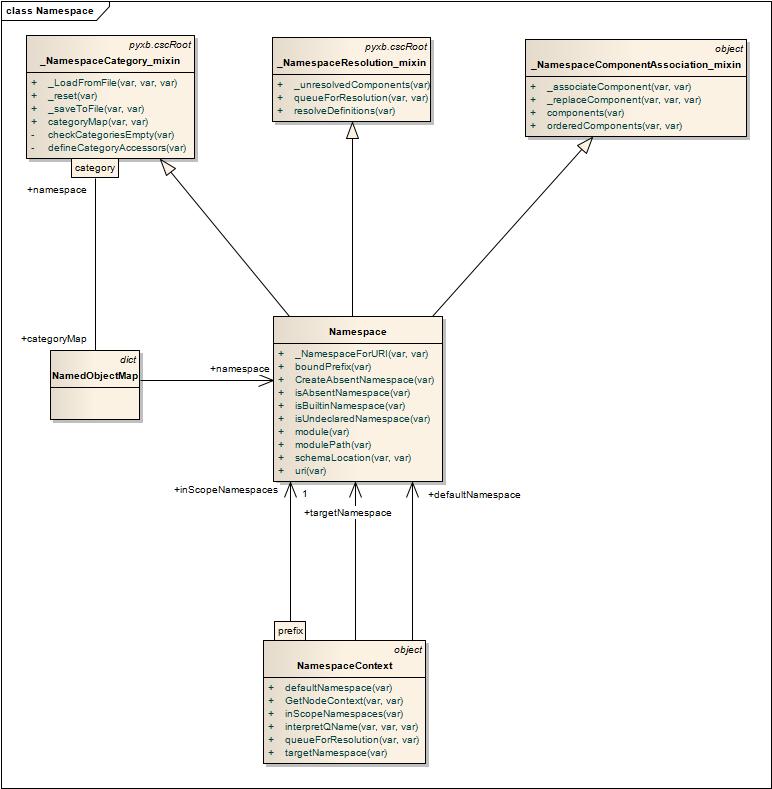 class Namespace
pyxb.cscRoot
_NamespaceCategory_mixin
+ _LoadFromFile(var, var, var)
+ _reset(var)
+ _saveToFile(var, var)
+ categoryMap(var, var)
- checkCategoriesEmpty(var)
- defineCategoryAccessors(var)
category
pyxb.cscRoot
_NamespaceResolution_mixin
+ _unresolvedComponents(var)
+ queueForResolution(var, var)
+ resolveDefinitions(var)
object
_NamespaceComponentAssociation_mixin
+ _associateComponent(var, var)
+ _replaceComponent(var, var, var)
+ components(var)
+ orderedComponents(var, var)
+namespace
+categoryMap
dict
NamedObjectMap
+namespace
Namespace
+ _NamespaceForURI(var, var)
+ boundPrefix(var)
+ CreateAbsentNamespace(var)
+ isAbsentNamespace(var)
+ isBuiltinNamespace(var)
+ isUndeclaredNamespace(var)
+ module(var)
+ modulePath(var)
+ schemaLocation(var, var)
+ uri(var)
+inScopeNamespaces
1
+defaultNamespace
+targetNamespace
prefix
object
NamespaceContext
+ defaultNamespace(var)
+ GetNodeContext(var, var)
+ inScopeNamespaces(var)
+ interpretQName(var, var, var)
+ queueForResolution(var, var)
+ targetNamespace(var)